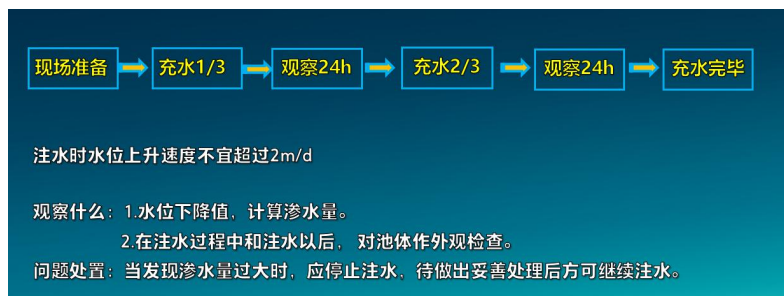 现场准备 充水1/3 观察24h 充水2/3 观察24h 充水完毕
注水时水位上升速度不宜超过2m/d
观察什么：1.水位下降值，计算渗水量。
2.在注水过程中和注水以后，对池体作外观检查。
问题处置：当发现渗水量过大时，应停止注水，待做出妥善处理后方可继续注水。